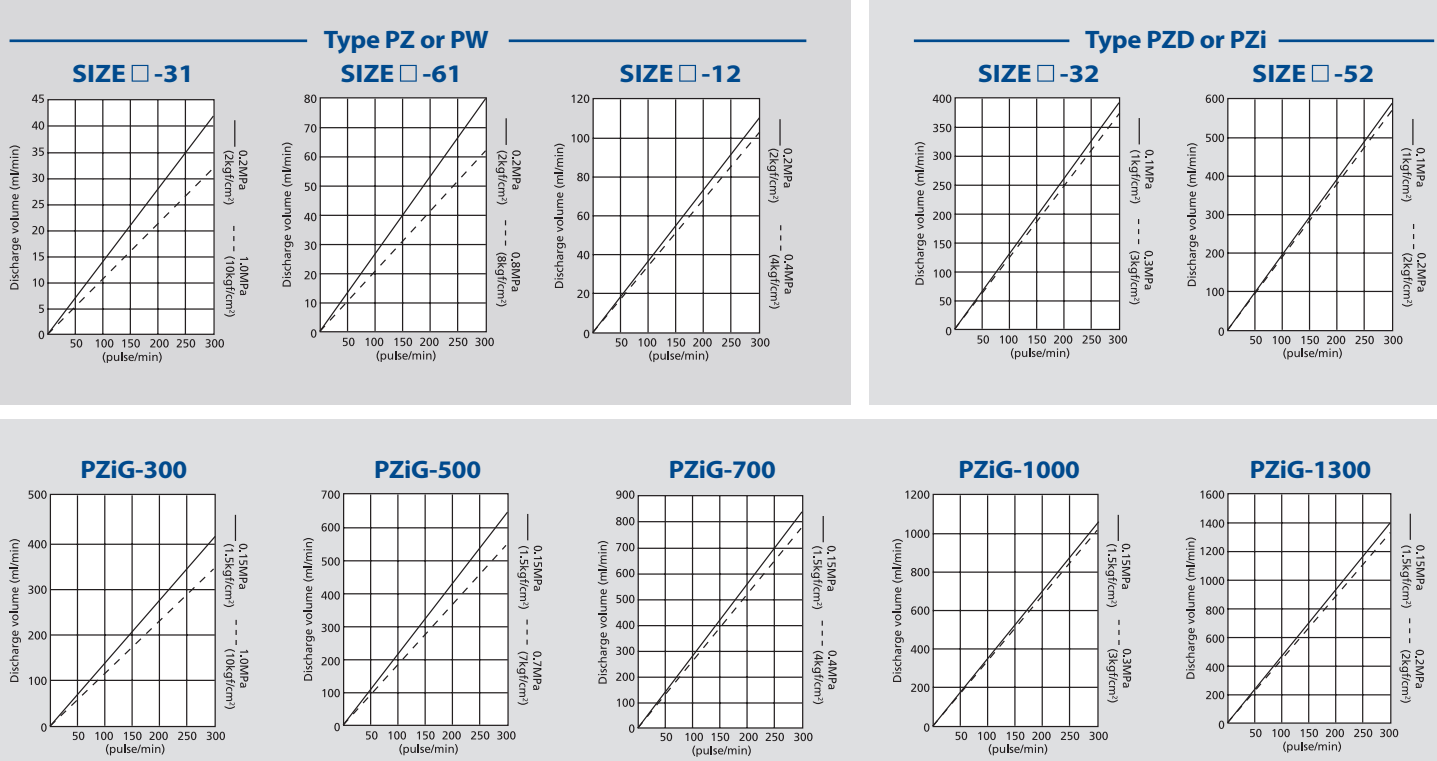 Type PZ or PW
SIZE □ -31
45
40
35
30
25
20
15
10
5
0
Discharge volume (ml/min)
50 100 150 200 250 300
(pulse/min)
0.2MPa
(2kgf/cm²)
1.0MPa
(10kgf/cm²)
SIZE □ -61
80
70
60
50
40
30
20
10
0
Discharge volume (ml/min)
50 100 150 200 250 300
(pulse/min)
0.2MPa
(2kgf/cm²)
0.8MPa
(8kgf/cm²)
SIZE □ -12
120
100
80
60
40
20
0
Discharge volume (ml/min)
50 100 150 200 250 300
(pulse/min)
0.2MPa
(2kgf/cm²)
0.4MPa
(4kgf/cm²)
Type PZD or PZi
SIZE □ -32
400
350
300
250
200
150
100
50
0
Discharge volume (ml/min)
50 100 150 200 250 300
(pulse/min)
0.1MPa
(1kgf/cm²)
0.3MPa
(3kgf/cm²)
SIZE □ -52
600
500
400
300
200
100
0
Discharge volume (ml/min)
50 100 150 200 250 300
(pulse/min)
0.1MPa
(1kgf/cm²)
0.2MPa
(2kgf/cm²)
PZiG-300
500
400
300
200
100
0
Discharge volume (ml/min)
50 100 150 200 250 300
(pulse/min)
0.15MPa
(1.5kgf/cm²)
1.0MPa
(10kgf/cm²)
PZiG-500
700
600
500
400
300
200
100
0
Discharge volume (ml/min)
50 100 150 200 250 300
(pulse/min)
0.15MPa
(1.5kgf/cm²)
0.7MPa
(7kgf/cm²)
PZiG-700
900
800
700
600
500
400
300
200
100
0
Discharge volume (ml/min)
50 100 150 200 250 300
(pulse/min)
0.15MPa
(1.5kgf/cm²)
0.4MPa
(4kgf/cm²)
PZiG-1000
1200
1000
800
600
400
200
0
Discharge volume (ml/min)
50 100 150 200 250 300
(pulse/min)
0.15MPa
(1.5kgf/cm²)
0.3MPa
(3kgf/cm²)
PZiG-1300
1600
1400
1200
1000
800
600
400
200
0
Discharge volume (ml/min)
50 100 150 200 250 300
(pulse/min)
0.15MPa
(1.5kgf/cm²)
0.2MPa
(2kgf/cm²)